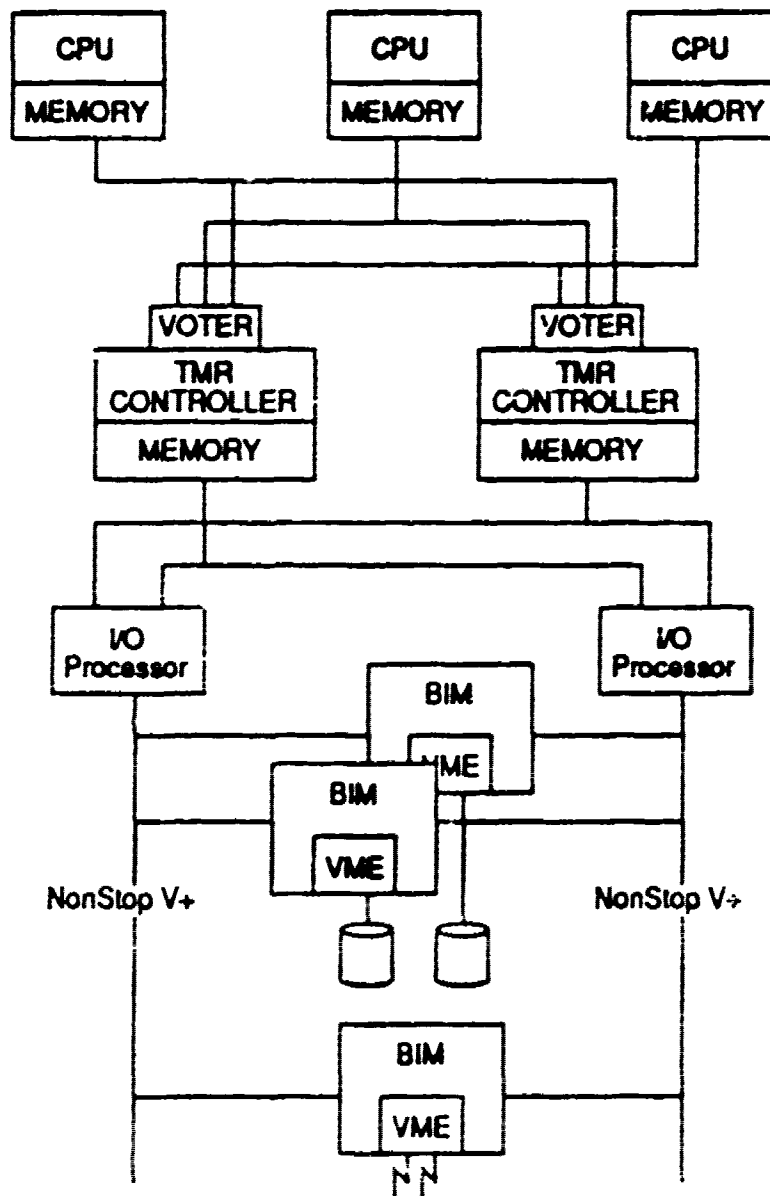 CPU
CPU
CPU
MEMORY
MEMORY
MEMORY
VOTER
VOTER
TMR
CONTROLLER
TMR
CONTROLLER
MEMORY
MEMORY
I/O
Processor
I/O
Processor
BIM
VME
BIM
VME
NonStop V+
NonStop V+
BIM
VME